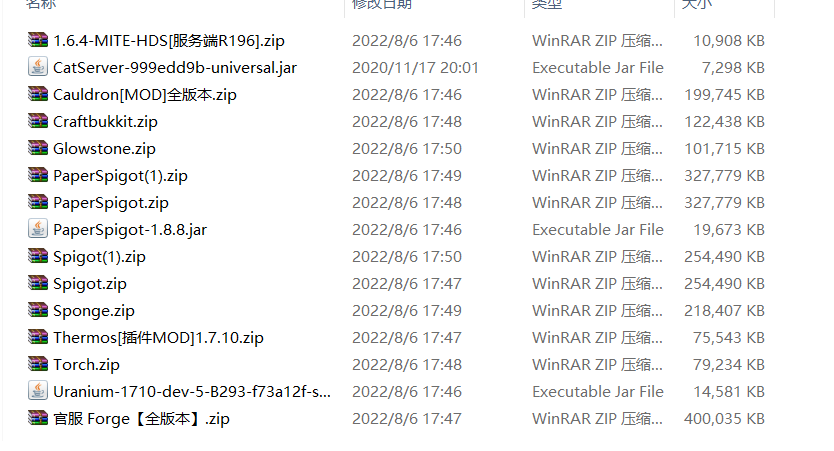 名称 修改日期 类型 大小
1.6.4-MITE-HDS[服务端R196].zip 2022/8/6 17:46 WinRAR ZIP 压缩... 10,908 KB
CatServer-999edd9b-universal.jar 2020/11/17 20:01 Executable Jar File 7,298 KB
Cauldron[MOD]全版本.zip 2022/8/6 17:46 WinRAR ZIP 压缩... 199,745 KB
Craftbukkit.zip 2022/8/6 17:48 WinRAR ZIP 压缩... 122,438 KB
Glowstone.zip 2022/8/6 17:50 WinRAR ZIP 压缩... 101,715 KB
PaperSpigot(1).zip 2022/8/6 17:49 WinRAR ZIP 压缩... 327,779 KB
PaperSpigot.zip 2022/8/6 17:48 WinRAR ZIP 压缩... 327,779 KB
PaperSpigot-1.8.8.jar 2022/8/6 17:46 Executable Jar File 19,673 KB
Spigot(1).zip 2022/8/6 17:50 WinRAR ZIP 压缩... 254,490 KB
Spigot.zip 2022/8/6 17:47 WinRAR ZIP 压缩... 254,490 KB
Sponge.zip 2022/8/6 17:49 WinRAR ZIP 压缩... 218,407 KB
Thermos[插件MOD]1.7.10.zip 2022/8/6 17:47 WinRAR ZIP 压缩... 75,543 KB
Torch.zip 2022/8/6 17:48 WinRAR ZIP 压缩... 79,234 KB
Uranium-1710-dev-5-B293-f73a12f-s... 2022/8/6 17:46 Executable Jar File 14,581 KB
官服 Forge【全版本】.zip 2022/8/6 17:47 WinRAR ZIP 压缩... 400,035 KB